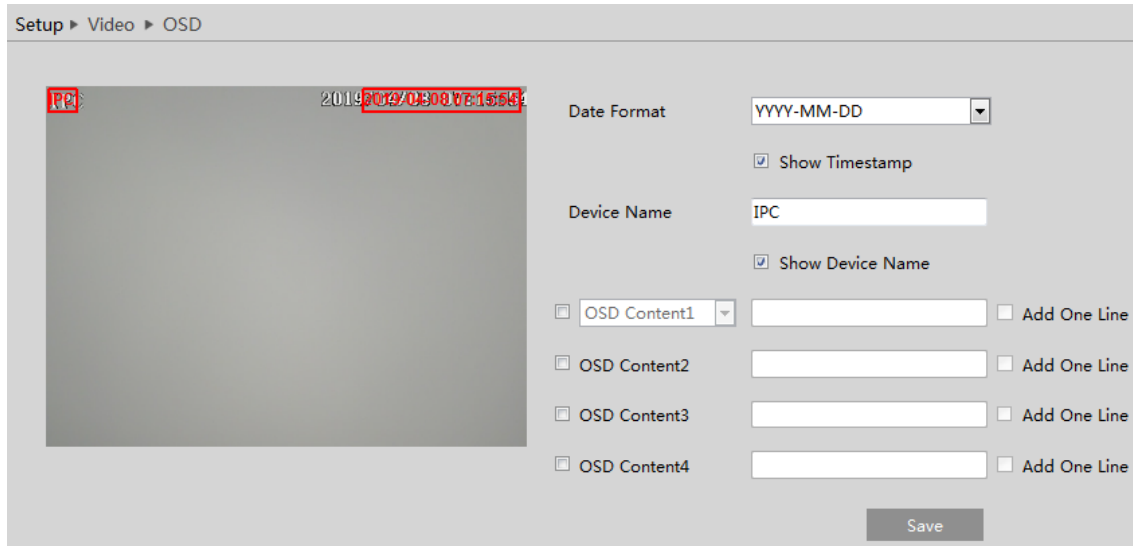 Setup ▶ Video ▶ OSD
IPC
Date Format YYYY-MM-DD
Show Timestamp
Device Name IPC
Show Device Name
OSD Content1 Add One Line
OSD Content2 Add One Line
OSD Content3 Add One Line
OSD Content4 Add One Line
Save